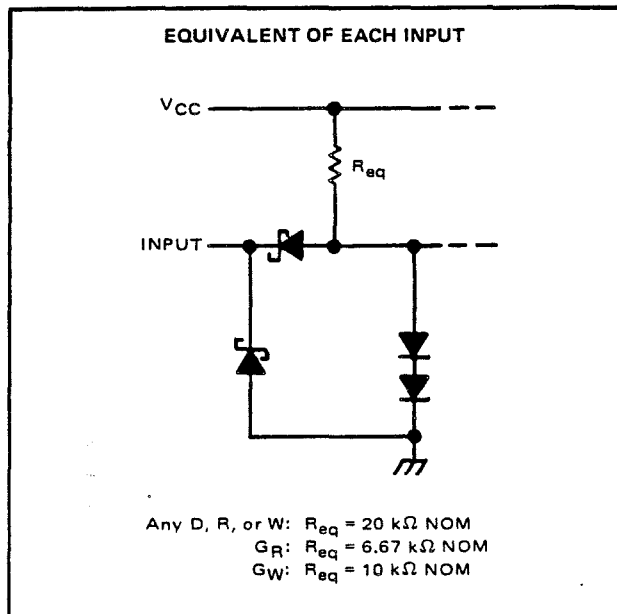 EQUIVALENT OF EACH INPUT
VCC
Req
INPUT
Any D, R, or W: Req = 20 kΩ NOM
GR: Req = 6.67 kΩ NOM
GW: Req = 10 kΩ NOM